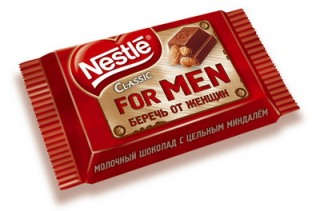 Nestlé
CLASSIC
FOR MEN
БЕРЕЧЬ ОТ ЖЕНЩИН
МОЛОЧНЫЙ ШОКОЛАД С ЦЕЛЬНЫМ МИНДАЛЁМ